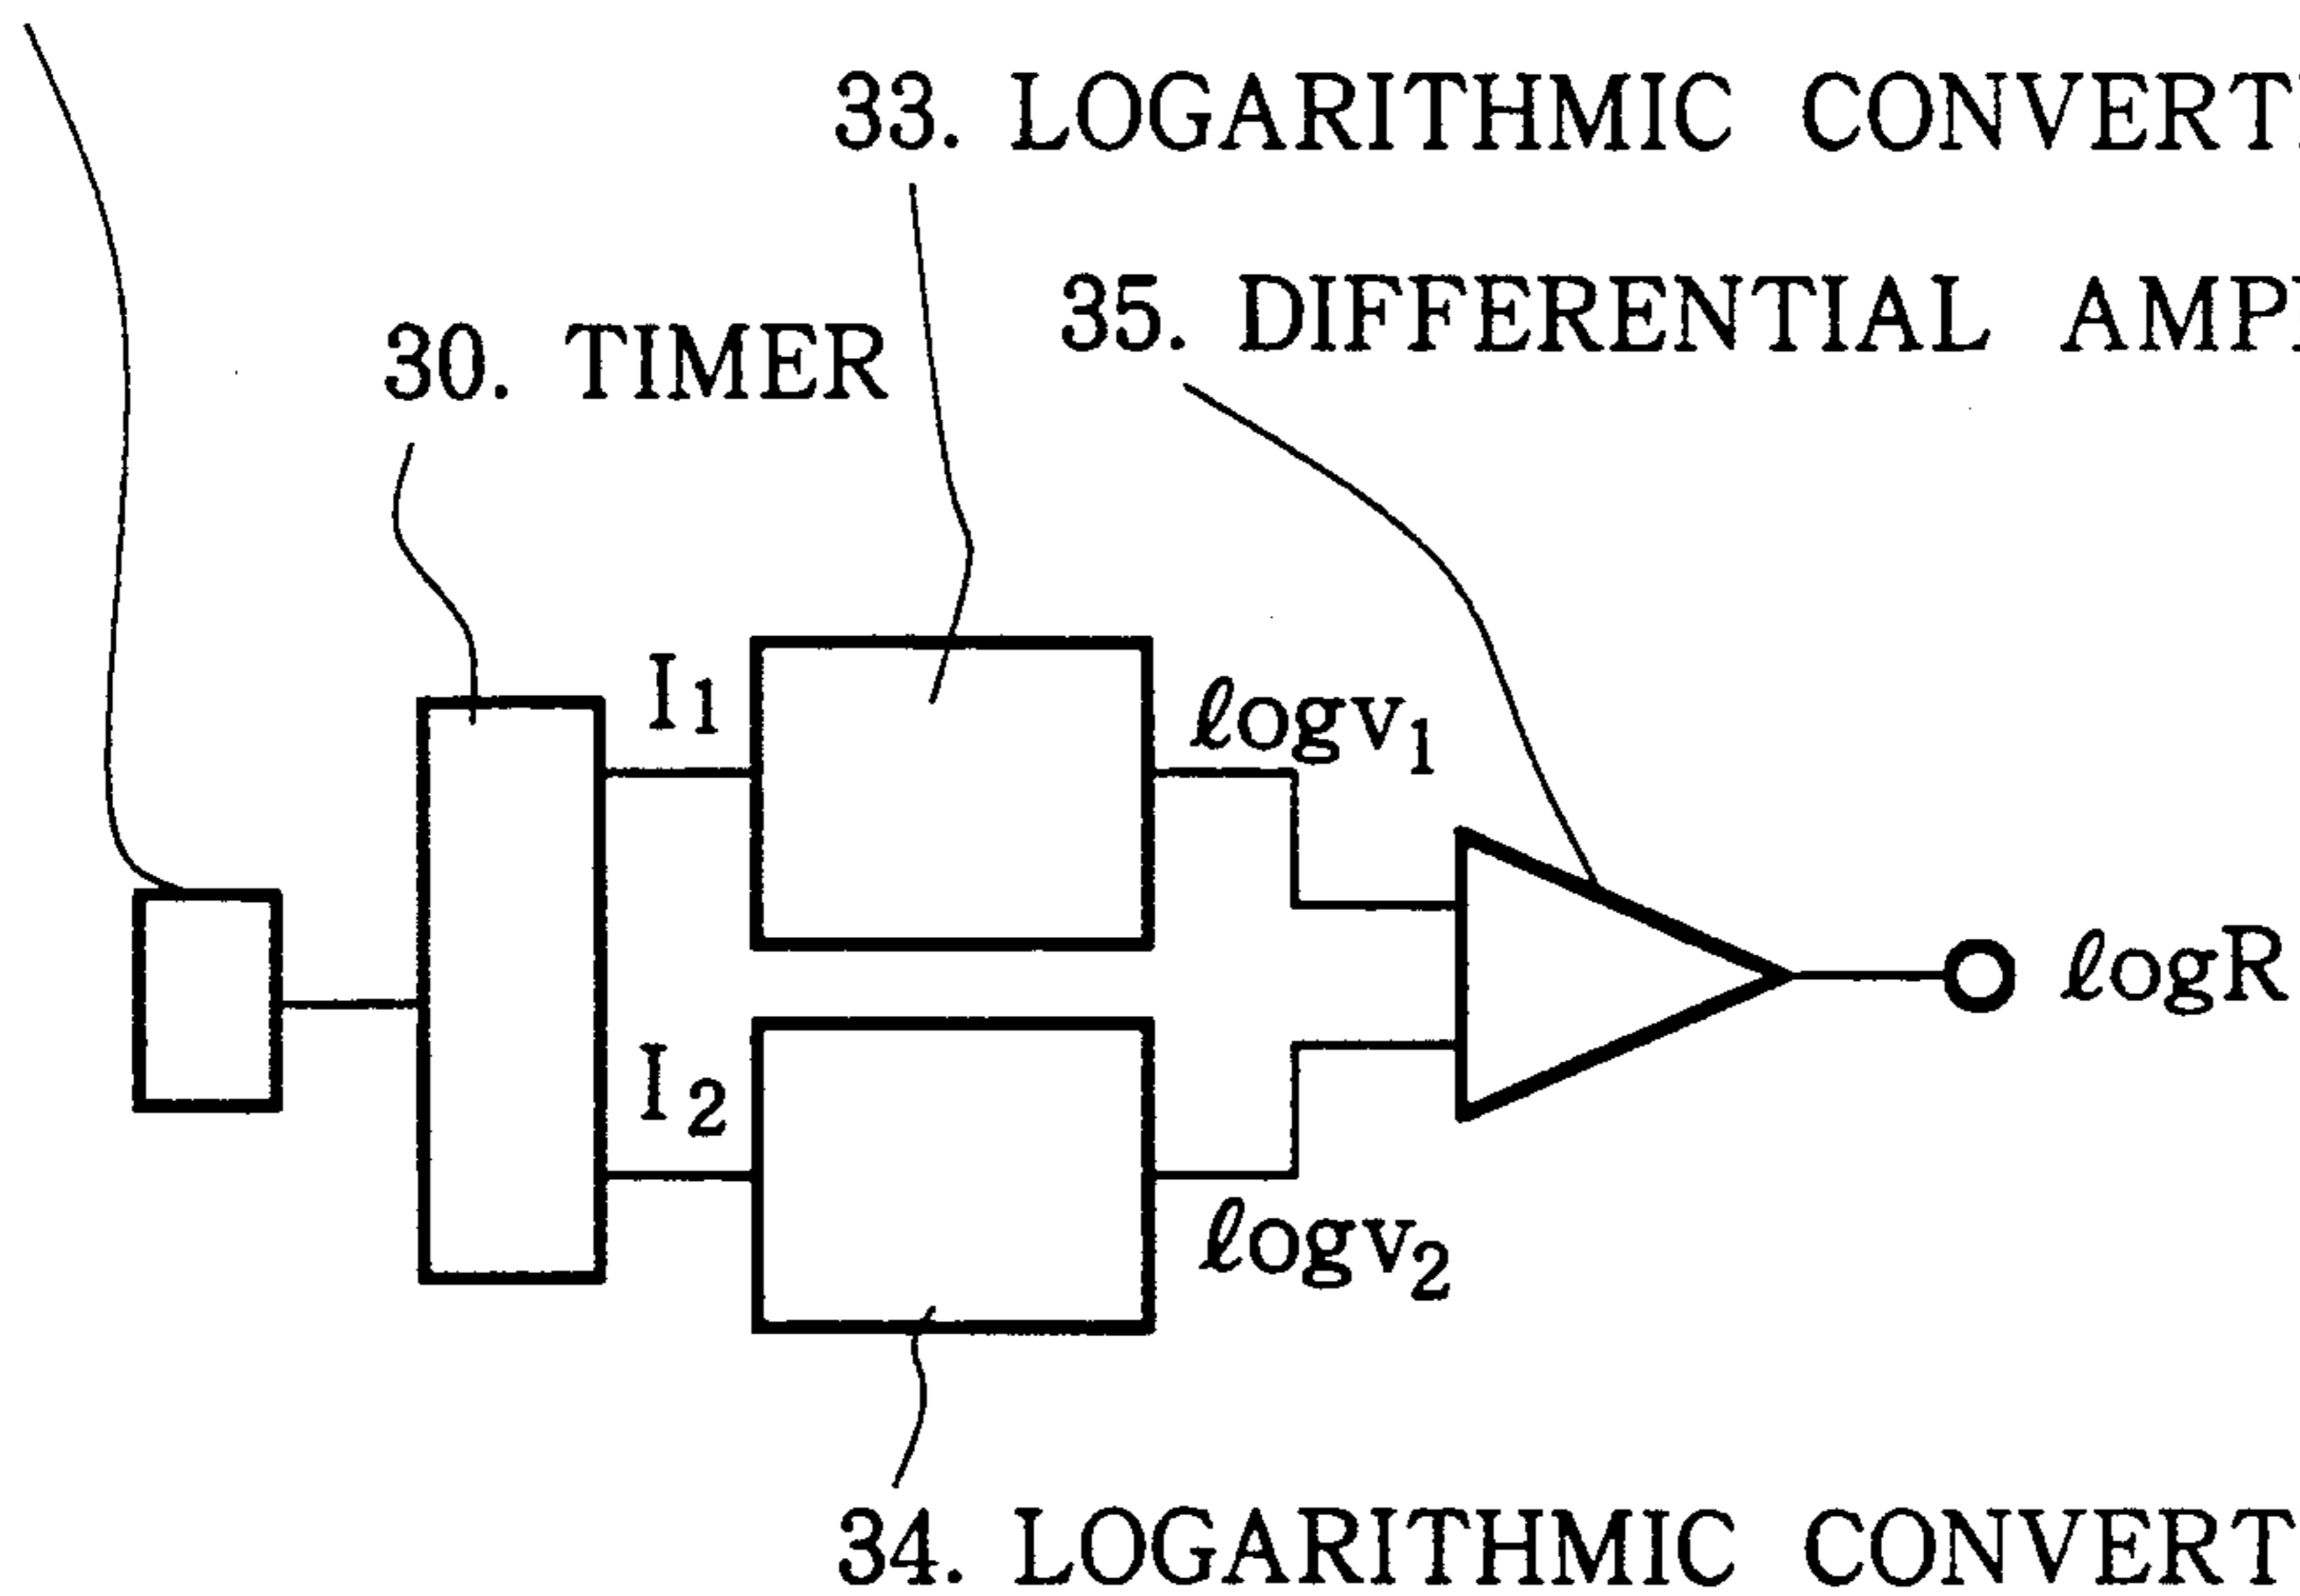 33. LOGARITHMIC CONVERT
35. DIFFERENTIAL AMP
30. TIMER
I1
ℓogv1
ℓogR
I2
ℓogv2
34. LOGARITHMIC CONVERT